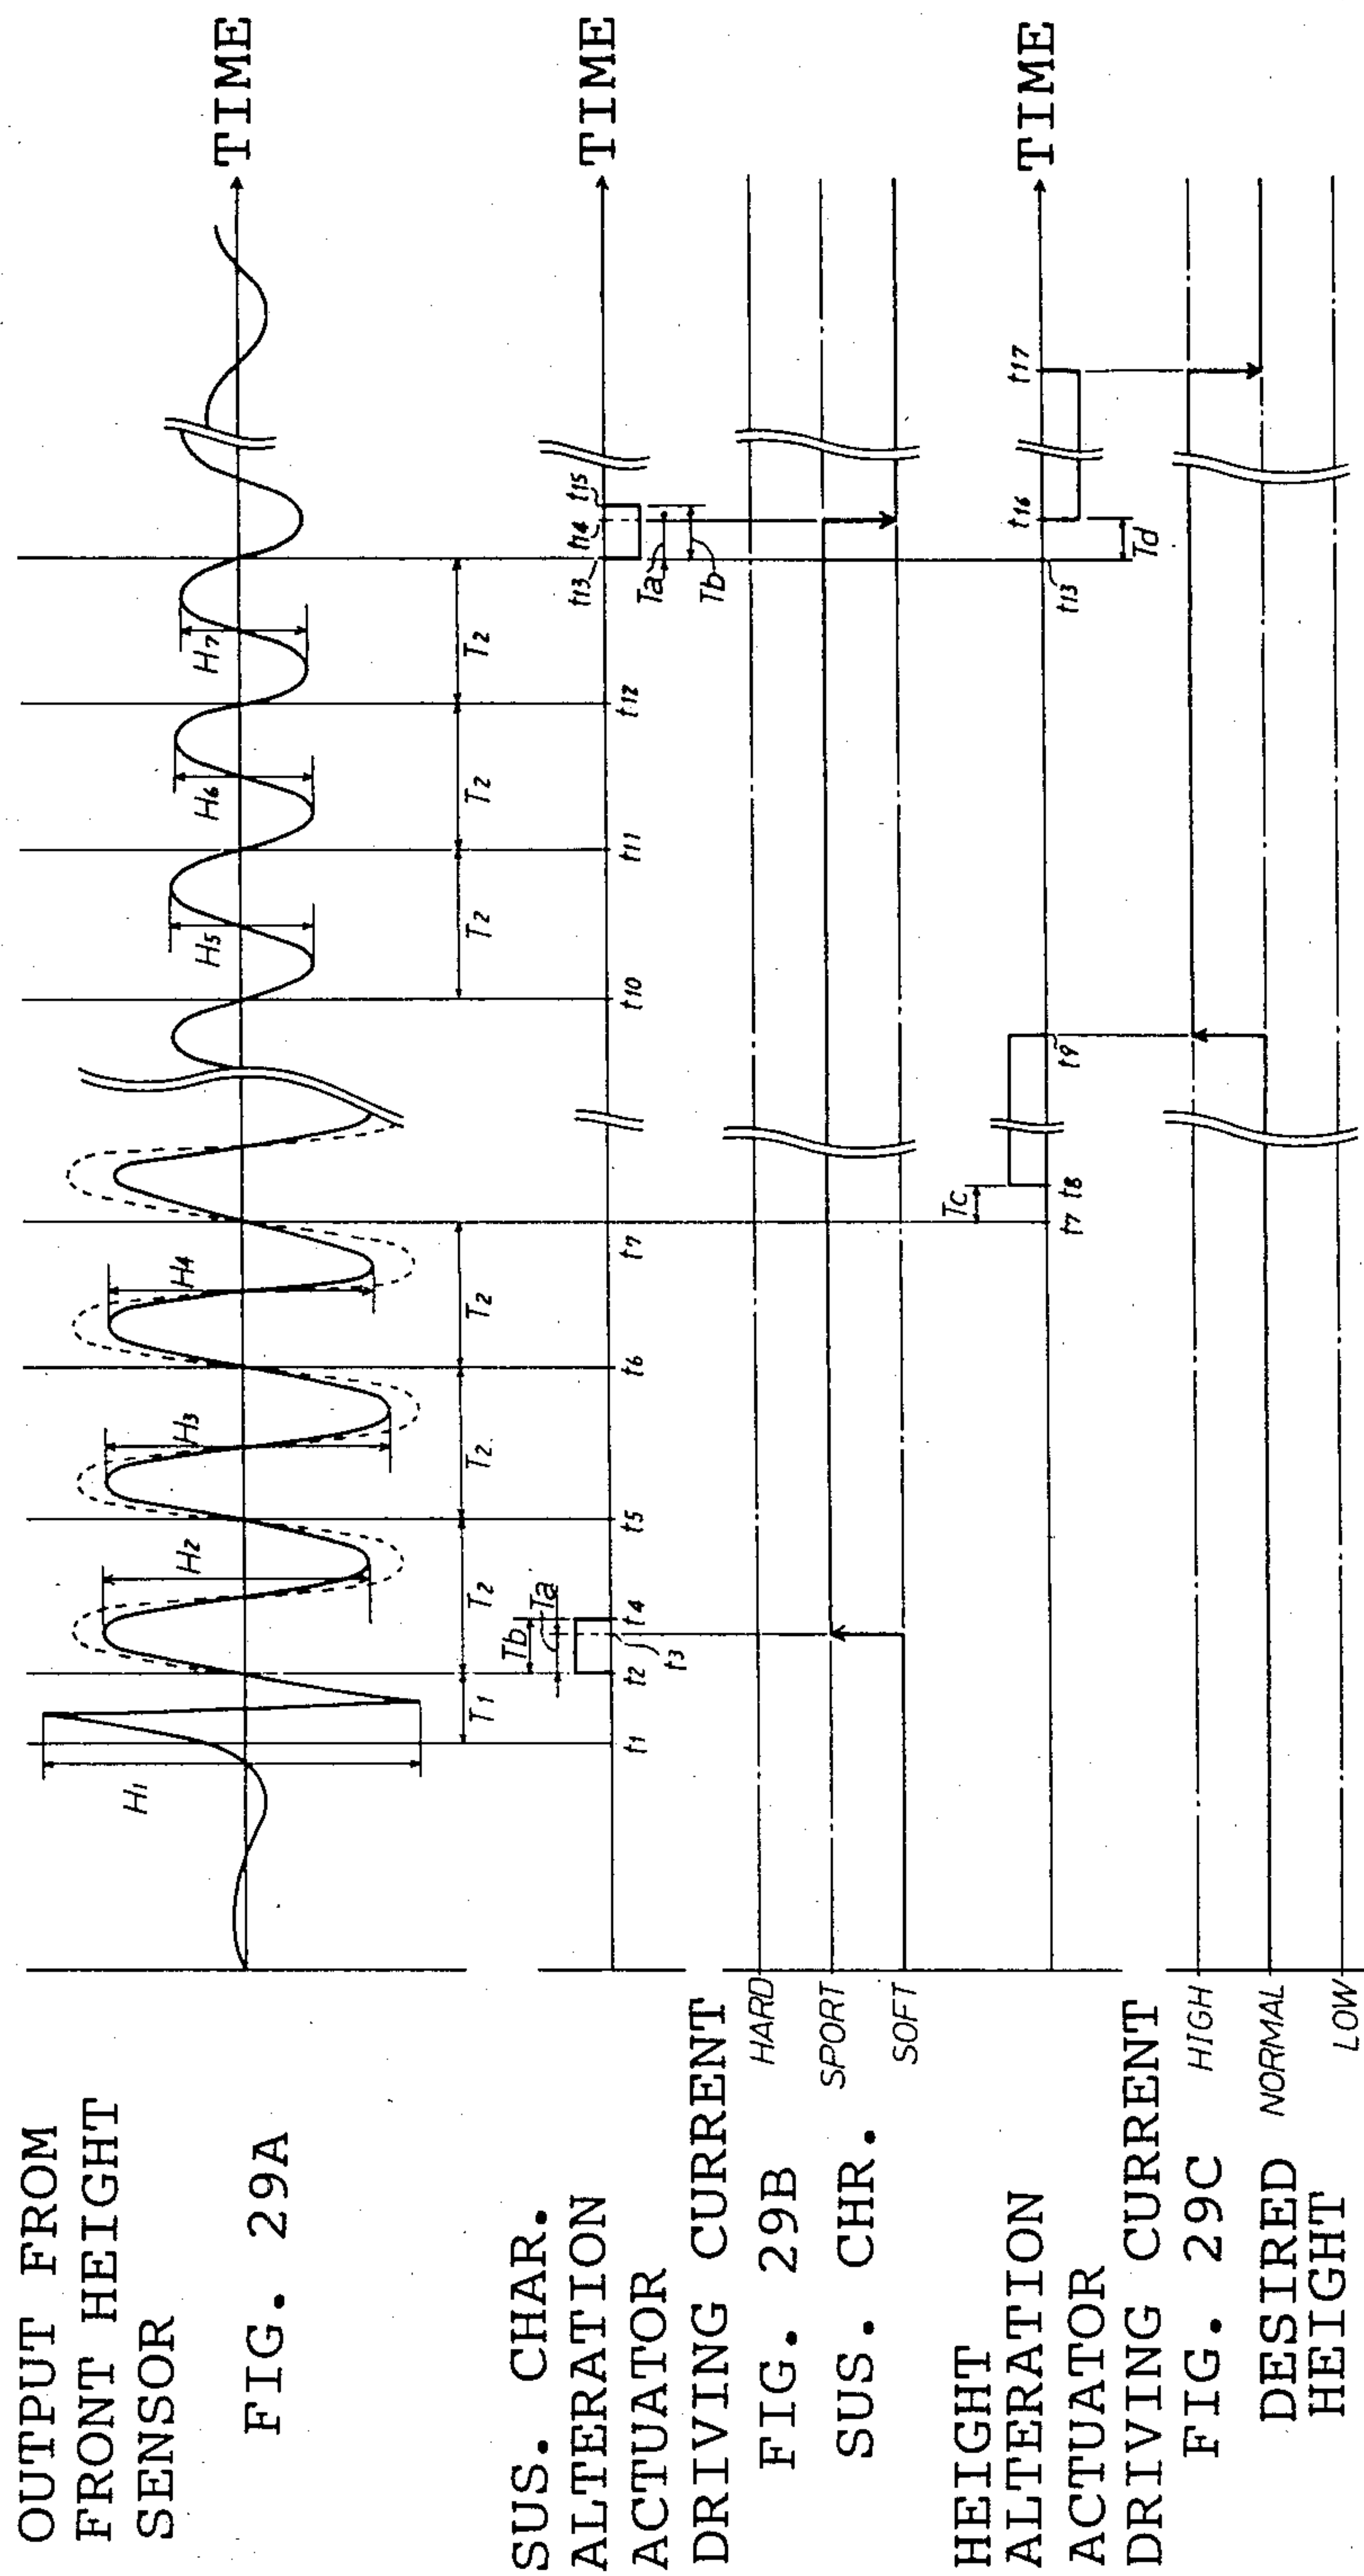 OUTPUT FROM
FRONT HEIGHT
SENSOR
FIG. 29A
H1
H2
H3
H4
H5
H6
H7
TIME
T1
T2
T2
T2
T2
T2
T2
SUS. CHAR.
ALTERATION
ACTUATOR
DRIVING CURRENT
t1
t2
t3
t4
Tb
Ta
t5
t6
t7
t10
t11
t12
t13
t14
t15
Ta
Tb
TIME
FIG. 29B
SUS. CHR.
HARD
SPORT
SOFT
HEIGHT
ALTERATION
ACTUATOR
DRIVING CURRENT
Tc
t7
t8
t9
t13
Td
t16
t17
TIME
FIG. 29C
DESIRED
HEIGHT
HIGH
NORMAL
LOW